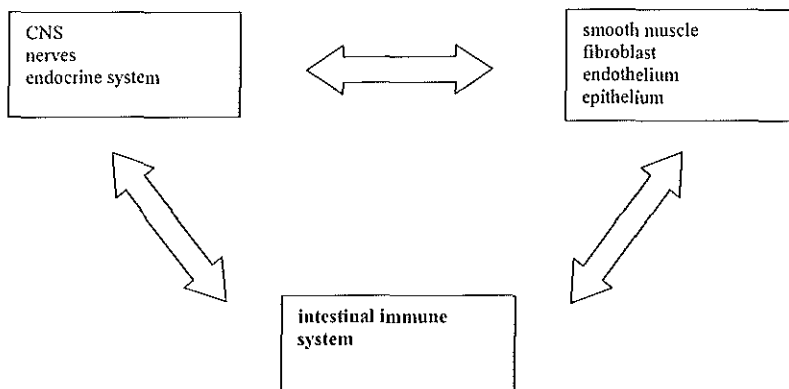 CNS
nerves
endocrine system
smooth muscle
fibroblast
endothelium
epithelium
intestinal immune
system